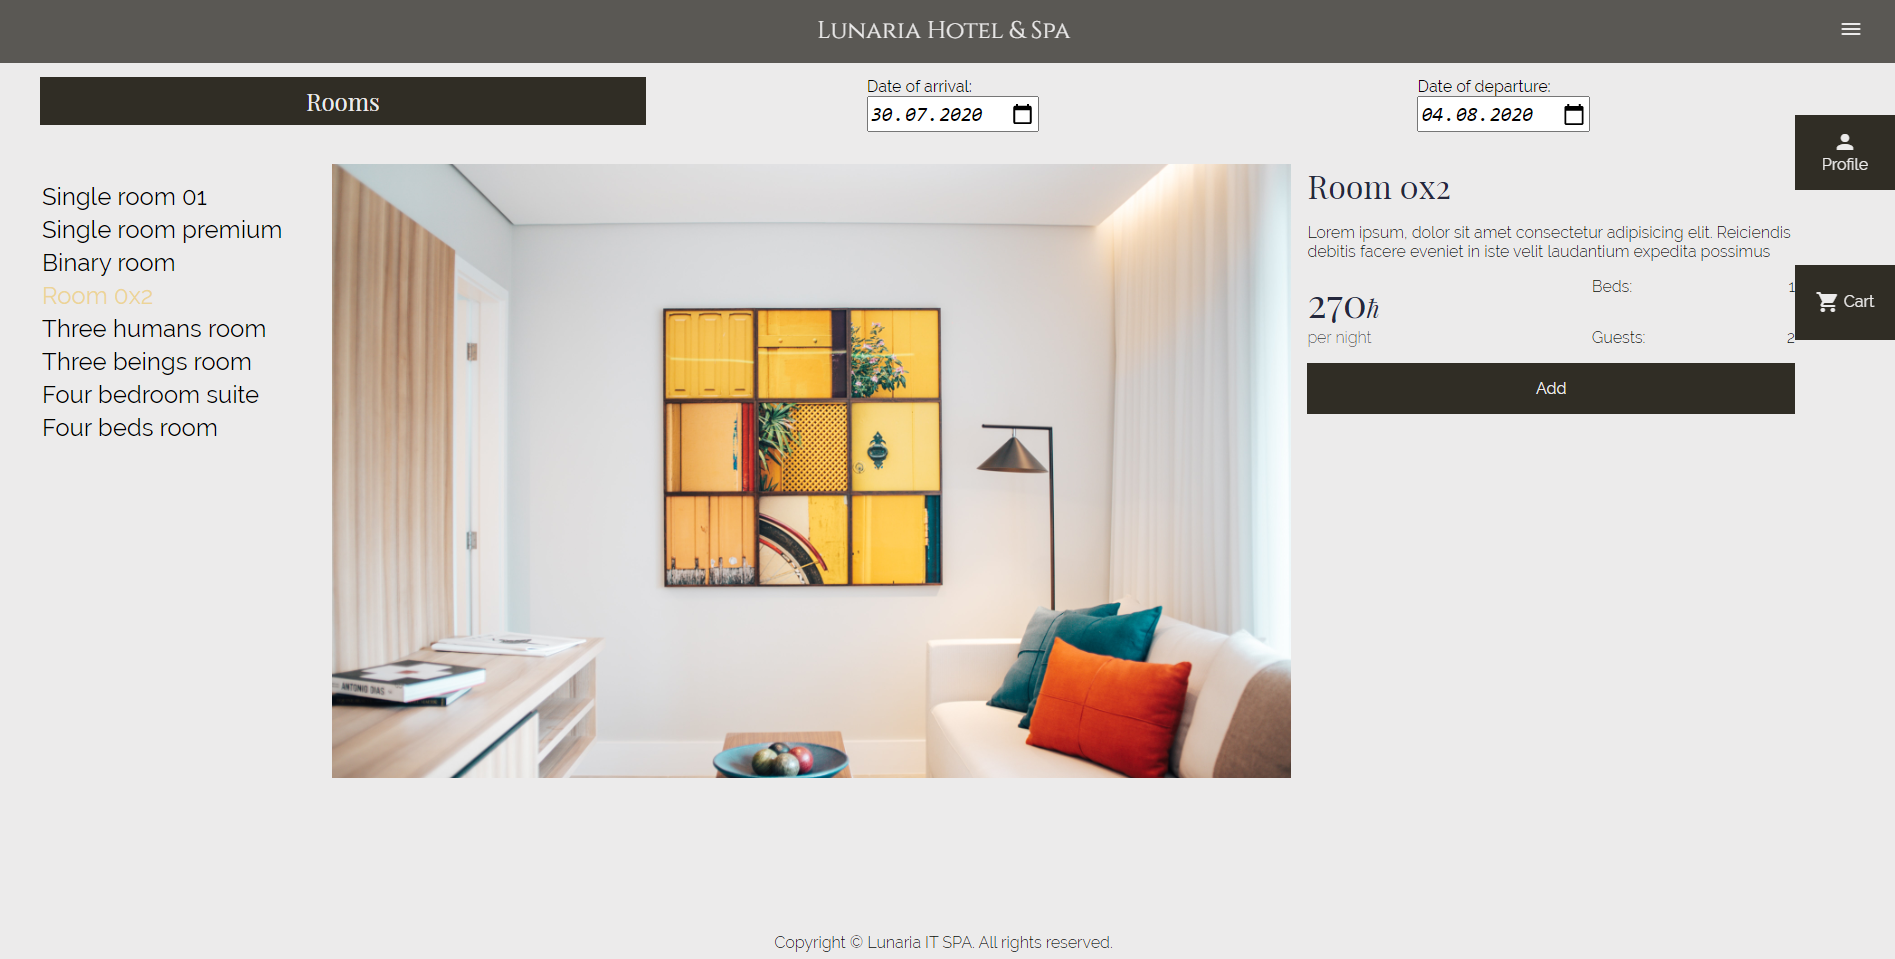 Lunaria Hotel & Spa
Rooms
Date of arrival:
30.07.2020
Date of departure:
04.08.2020
Profile
Cart
Single room 01
Single room premium
Binary room
Room 0x2
Three humans room
Three beings room
Four bedroom suite
Four beds room
ANTONIO DIAS
Room 0x2
Lorem ipsum, dolor sit amet consectetur adipisicing elit. Reiciendis
debitis facere eveniet in iste velit laudantium expedita possimus
270ħ
per night
Beds: 1
Guests: 2
Add
Copyright © Lunaria IT SPA. All rights reserved.